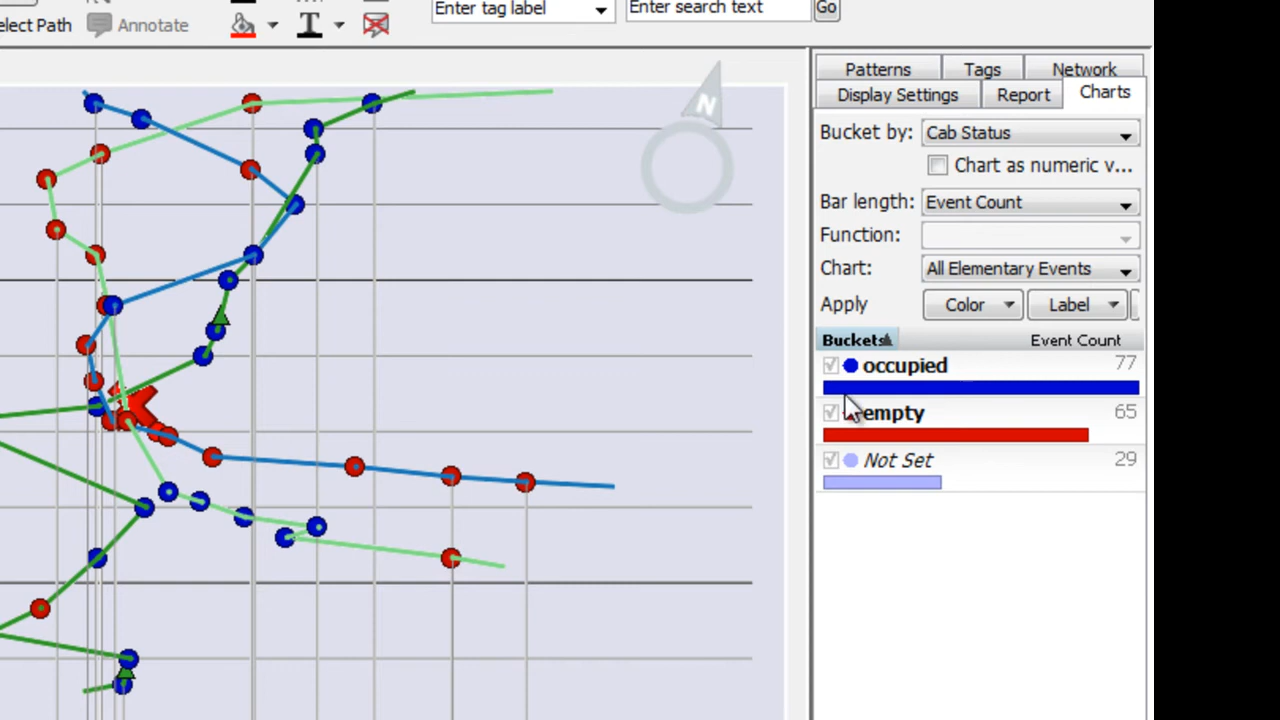 Enter tag label
Enter search text
Go
elect Path
Annotate
T
N
Patterns
Tags
Network
Display Settings
Report
Charts
Bucket by:
Cab Status
Chart as numeric v...
Bar length:
Event Count
Function:
Chart:
All Elementary Events
Apply
Color
Label
Buckets
Event Count
occupied
77
empty
65
Not Set
29